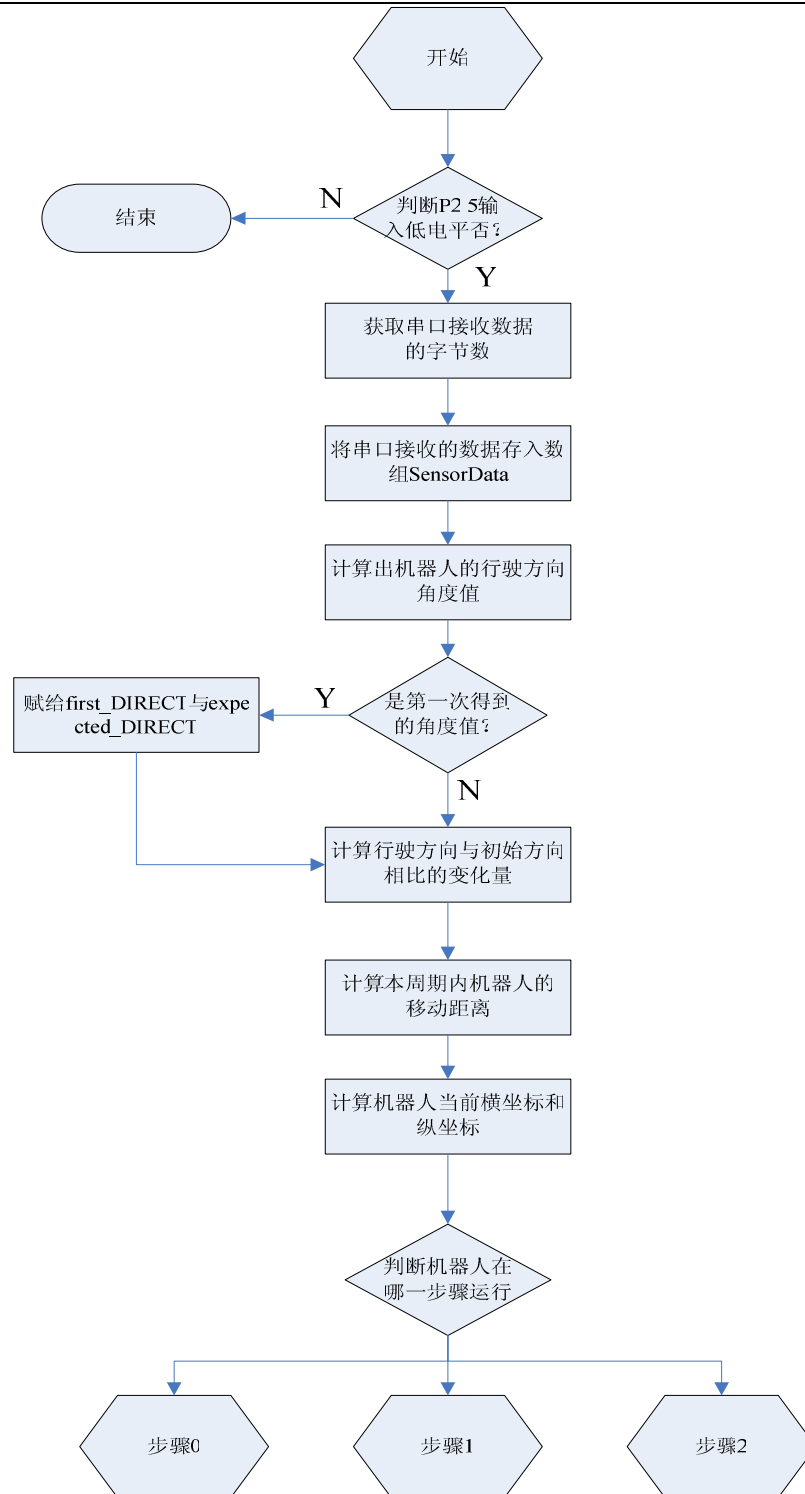 开始
N
结束
判断P2 5输
入低电平否?
Y
获取串口接收数据
的字节数
将串口接收的数据存入数
组SensorData
计算出机器人的行驶方向
角度值
赋给first_DIRECT与expe
cted_DIRECT
Y
是第一次得到
的角度值?
N
计算行驶方向与初始方向
相比的变化量
计算本周期内机器人的
移动距离
计算机器人当前横坐标和
纵坐标
判断机器人在
哪一步骤运行
步骤0
步骤1
步骤2